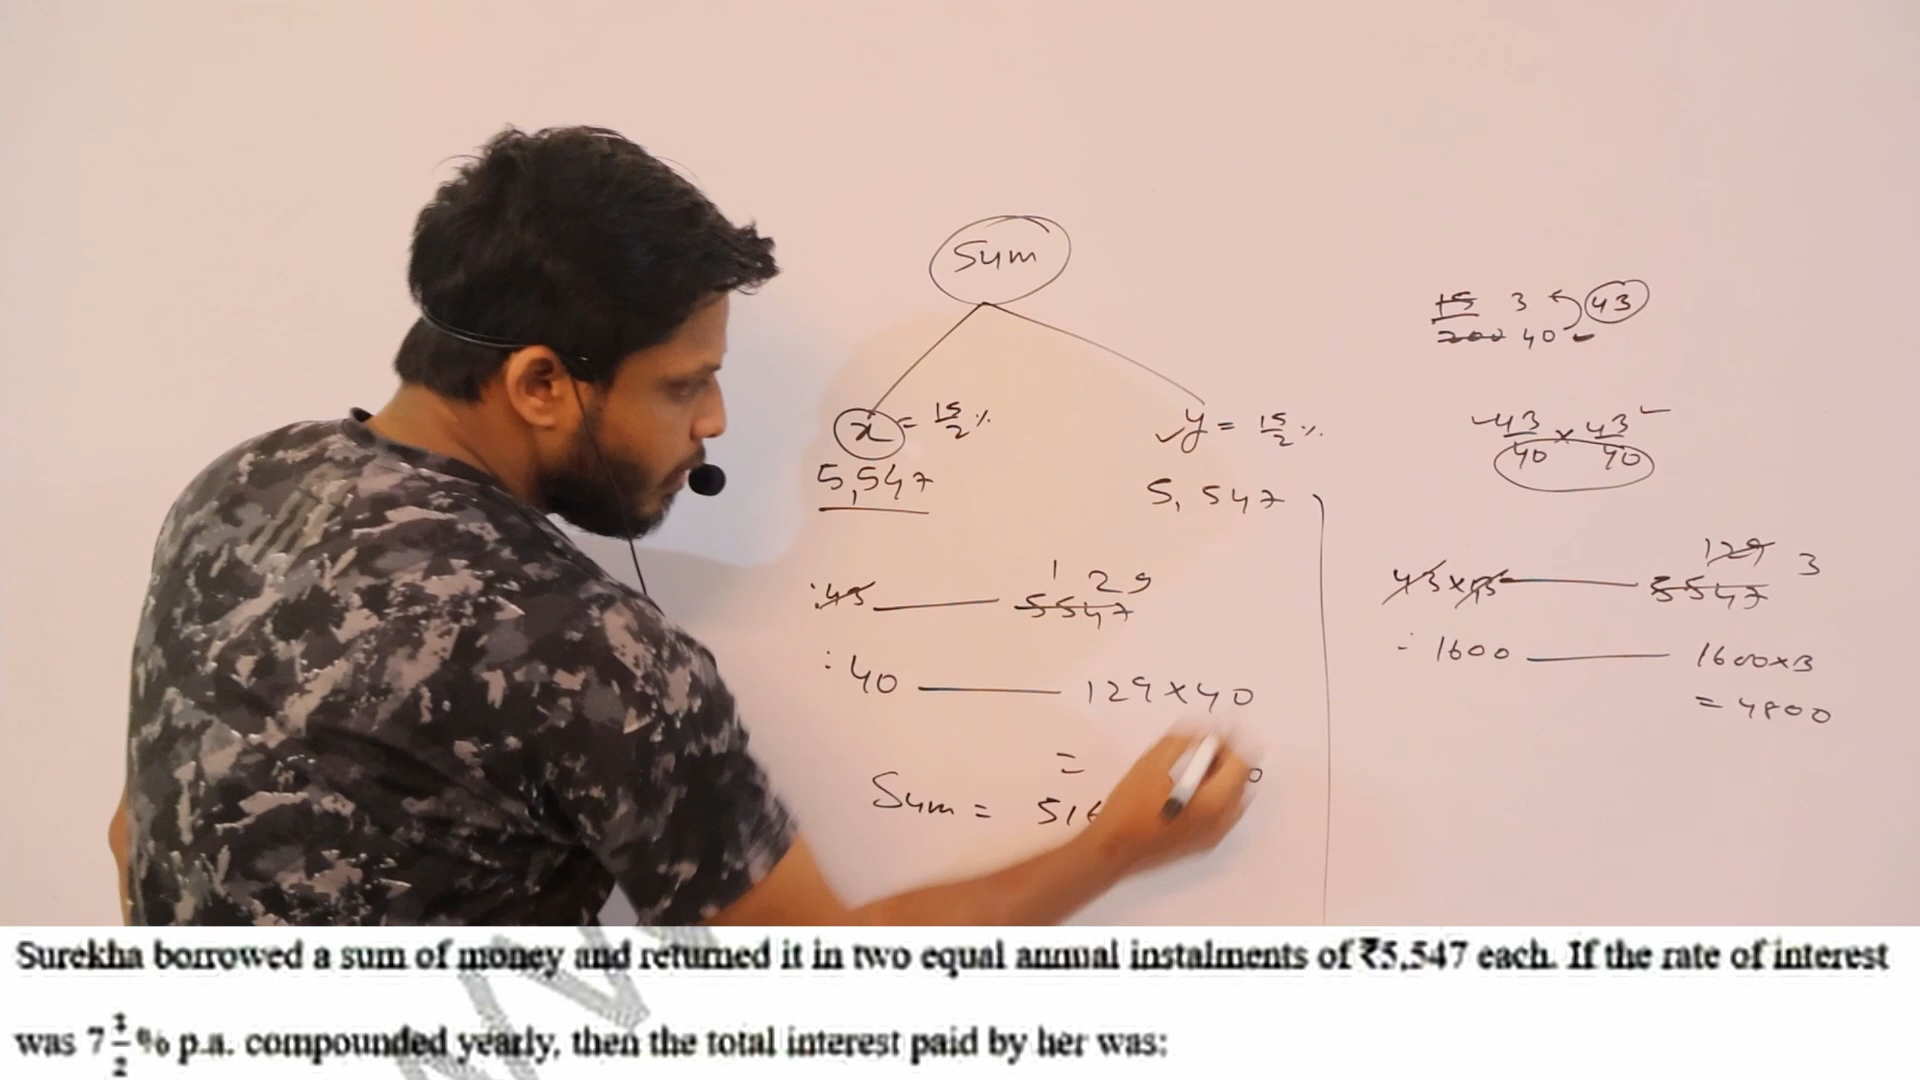 Sum
x = 15/2 %
y = 15/2 %
5,547
5, 547
15 3 43
200 40
43/40 × 43/40
: 43 — 5547 129
: 40 — 129×40
=
Sum = 516
43×43 — 5547 129 3
: 1600 — 1600×3
= 4800
Surekha borrowed a sum of money and returned it in two equal annual instalments of ₹5,547 each. If the rate of interest
was 7 % p.a. compounded yearly, then the total interest paid by her was: